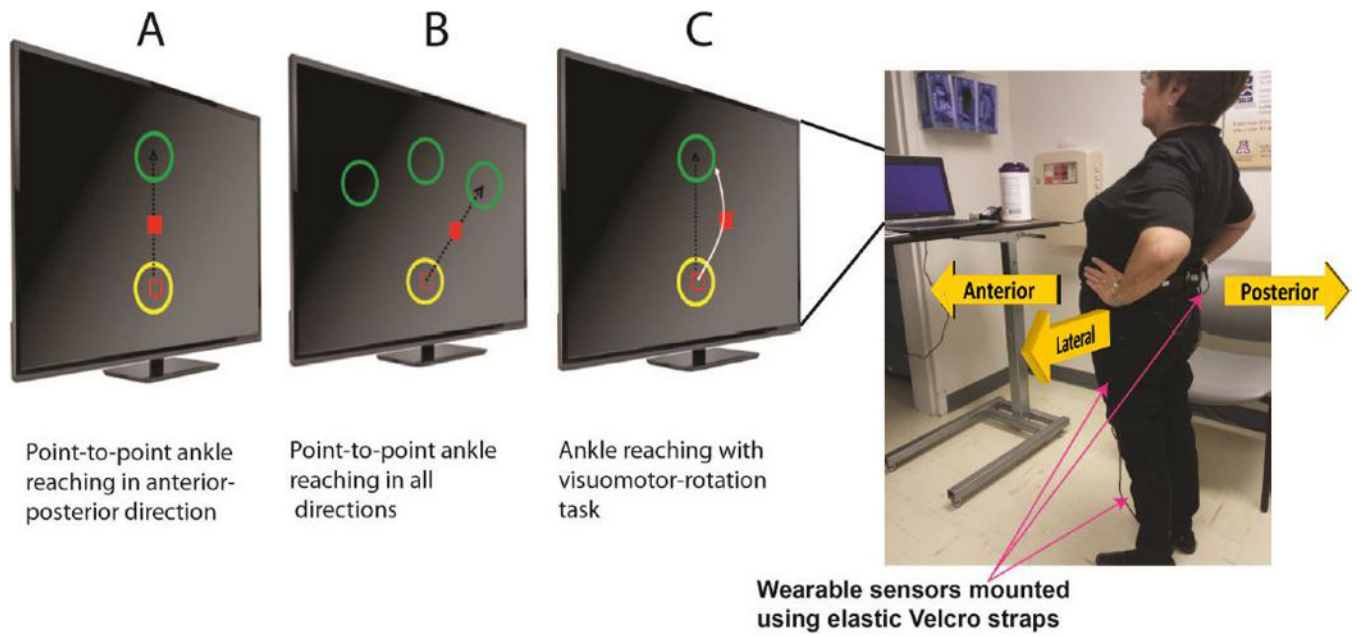 A
B
C
Point-to-point ankle
reaching in anterior-
posterior direction
Point-to-point ankle
reaching in all
directions
Ankle reaching with
visuomotor-rotation
task
Anterior
Posterior
Lateral
Wearable sensors mounted
using elastic Velcro straps